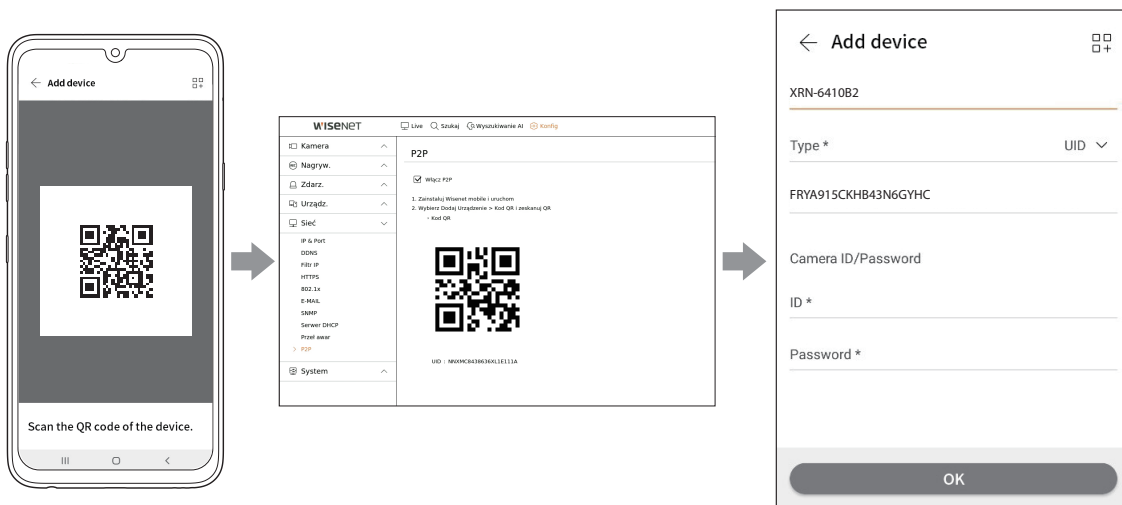 Add device
Scan the QR code of the device.
WISENET
Live Szukaj Wyszukiwanie AI Konfig
Kamera
Nagryw.
Zdarz.
Urządz.
Sieć
IP & Port
DDNS
Filtr IP
HTTPS
802.1x
E-MAIL
SNMP
Serwer DHCP
Przeł awar
> P2P
System
P2P
Włącz P2P
1. Zainstaluj Wisenet mobile i uruchom
2. Wybierz Dodaj Urządzenie > Kod QR i zeskanuj QR
- Kod QR
UID : NNXMC8438636XL1E111A
Add device
XRN-6410B2
Type * UID
FRYA915CKHB43N6GYHC
Camera ID/Password
ID *
Password *
OK